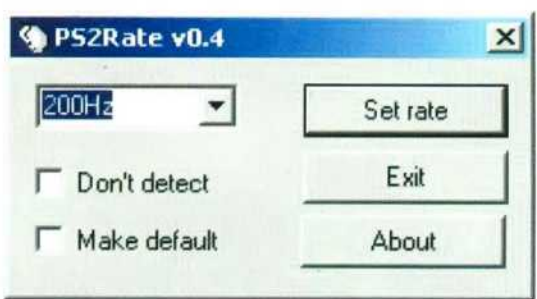 PS2Rate v0.4
200Hz
Set rate
Don't detect
Exit
Make default
About